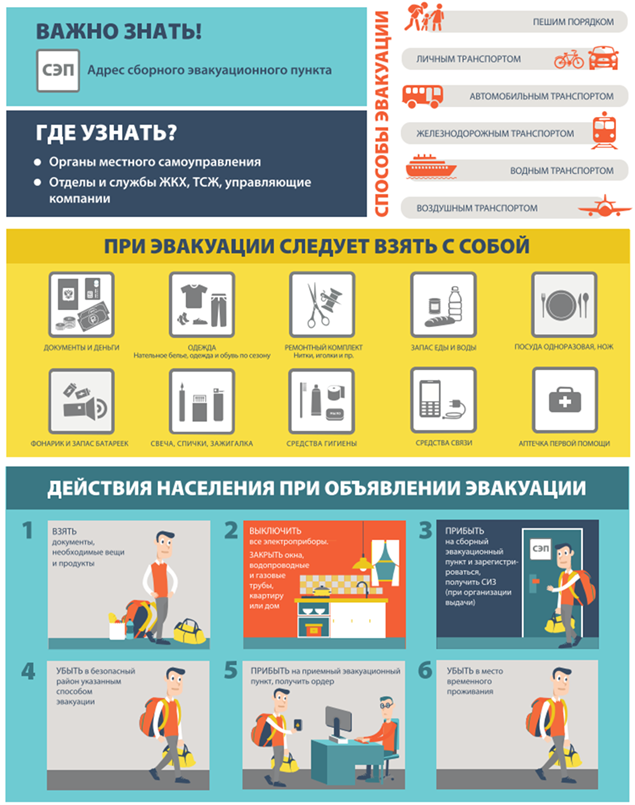 ВАЖНО ЗНАТЬ!
СЭП
Адрес сборного эвакуационного пункта
ГДЕ УЗНАТЬ?
• Органы местного самоуправления
• Отделы и службы ЖКХ, ТСЖ, управляющие
компании
СПОСОБЫ ЭВАКУАЦИИ
ПЕШИМ ПОРЯДКОМ
ЛИЧНЫМ ТРАНСПОРТОМ
АВТОМОБИЛЬНЫМ ТРАНСПОРТОМ
ЖЕЛЕЗНОДОРОЖНЫМ ТРАНСПОРТОМ
ВОДНЫМ ТРАНСПОРТОМ
ВОЗДУШНЫМ ТРАНСПОРТОМ
ПРИ ЭВАКУАЦИИ СЛЕДУЕТ ВЗЯТЬ С СОБОЙ
ДОКУМЕНТЫ И ДЕНЬГИ
ОДЕЖДА
Нательное белье, одежда и обувь по сезону
РЕМОНТНЫЙ КОМПЛЕКТ
Нитки, иголки и пр.
ЗАПАС ЕДЫ И ВОДЫ
ПОСУДА ОДНОРАЗОВАЯ, НОЖ
ФОНАРИК И ЗАПАС БАТАРЕЕК
СВЕЧА, СПИЧКИ, ЗАЖИГАЛКА
СРЕДСТВА ГИГИЕНЫ
СРЕДСТВА СВЯЗИ
АПТЕЧКА ПЕРВОЙ ПОМОЩИ
ДЕЙСТВИЯ НАСЕЛЕНИЯ ПРИ ОБЪЯВЛЕНИИ ЭВАКУАЦИИ
1
ВЗЯТЬ
документы,
необходимые вещи
и продукты
2
ВЫКЛЮЧИТЬ
все электроприборы.
ЗАКРЫТЬ окна,
водопроводные
и газовые
трубы,
квартиру
или дом
3
ПРИБЫТЬ
на сборный
эвакуационный
пункт и зарегистри-
роваться,
получить СИЗ
(при организации
выдачи)
СЭП
4
УБЫТЬ в безопасный
район указанным
способом
эвакуации
5
ПРИБЫТЬ на приемный эвакуационный
пункт, получить ордер
6
УБЫТЬ в место
временного
проживания